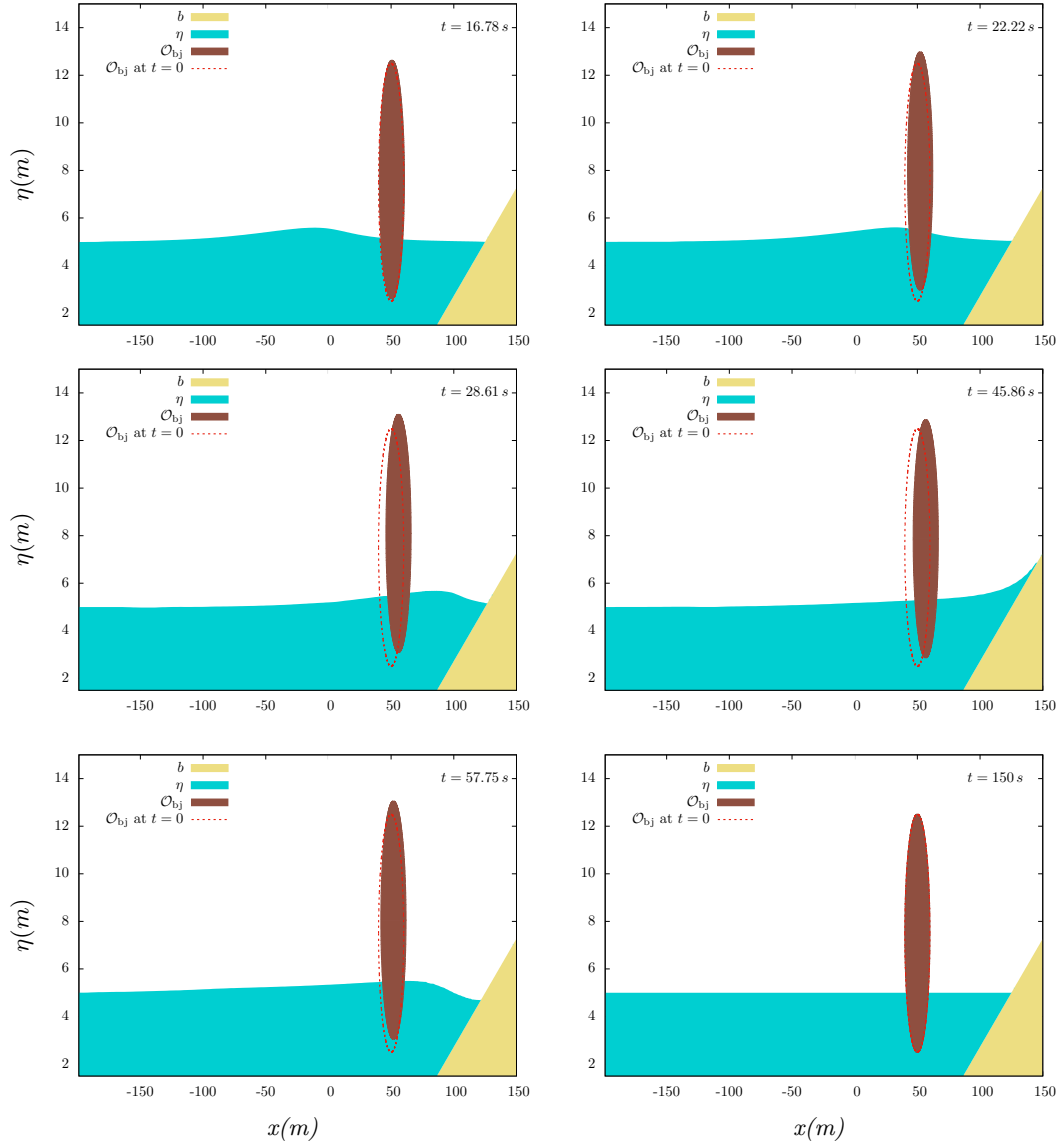 14
12
10
8
6
4
2
η(m)
b
η
𝒪bj
𝒪bj at t = 0
t = 16.78 s
-150 -100 -50 0 50 100 150
14
12
10
8
6
4
2
b
η
𝒪bj
𝒪bj at t = 0
t = 22.22 s
-150 -100 -50 0 50 100 150
14
12
10
8
6
4
2
η(m)
b
η
𝒪bj
𝒪bj at t = 0
t = 28.61 s
-150 -100 -50 0 50 100 150
14
12
10
8
6
4
2
b
η
𝒪bj
𝒪bj at t = 0
t = 45.86 s
-150 -100 -50 0 50 100 150
14
12
10
8
6
4
2
η(m)
b
η
𝒪bj
𝒪bj at t = 0
t = 57.75 s
-150 -100 -50 0 50 100 150
x(m)
14
12
10
8
6
4
2
b
η
𝒪bj
𝒪bj at t = 0
t = 150 s
-150 -100 -50 0 50 100 150
x(m)